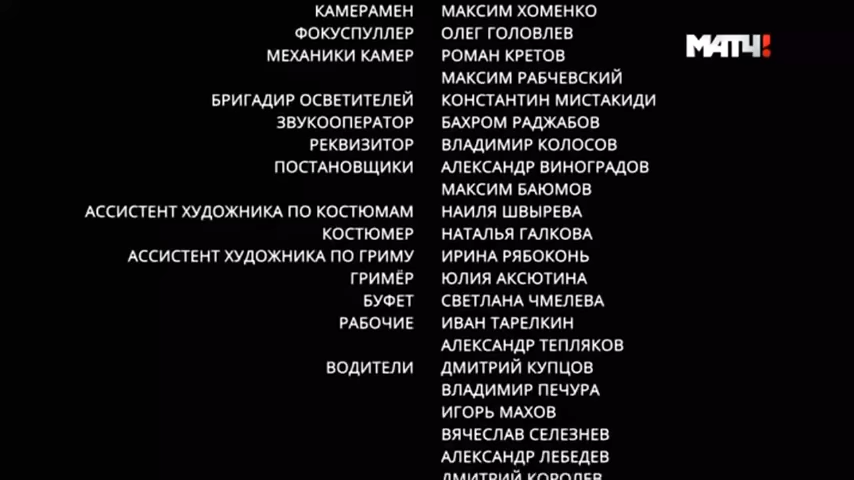 КАМЕРАМЕН МАКСИМ ХОМЕНКО
ФОКУСПУЛЛЕР ОЛЕГ ГОЛОВЛЕВ
МАТЧ!
МЕХАНИКИ КАМЕР РОМАН КРЕТОВ
МАКСИМ РАБЧЕВСКИЙ
БРИГАДИР ОСВЕТИТЕЛЕЙ КОНСТАНТИН МИСТАКИДИ
ЗВУКООПЕРАТОР БАХРОМ РАДЖАБОВ
РЕКВИЗИТОР ВЛАДИМИР КОЛОСОВ
ПОСТАНОВЩИКИ АЛЕКСАНДР ВИНОГРАДОВ
МАКСИМ БАЮМОВ
АССИСТЕНТ ХУДОЖНИКА ПО КОСТЮМАМ НАИЛЯ ШВЫРЕВА
КОСТЮМЕР НАТАЛЬЯ ГАЛКОВА
АССИСТЕНТ ХУДОЖНИКА ПО ГРИМУ ИРИНА РЯБОКОНЬ
ГРИМЁР ЮЛИЯ АКСЮТИНА
БУФЕТ СВЕТЛАНА ЧМЕЛЕВА
РАБОЧИЕ ИВАН ТАРЕЛКИН
АЛЕКСАНДР ТЕПЛЯКОВ
ВОДИТЕЛИ ДМИТРИЙ КУПЦОВ
ВЛАДИМИР ПЕЧУРА
ИГОРЬ МАХОВ
ВЯЧЕСЛАВ СЕЛЕЗНЕВ
АЛЕКСАНДР ЛЕБЕДЕВ
ДМИТРИЙ КОРОЛЕВ